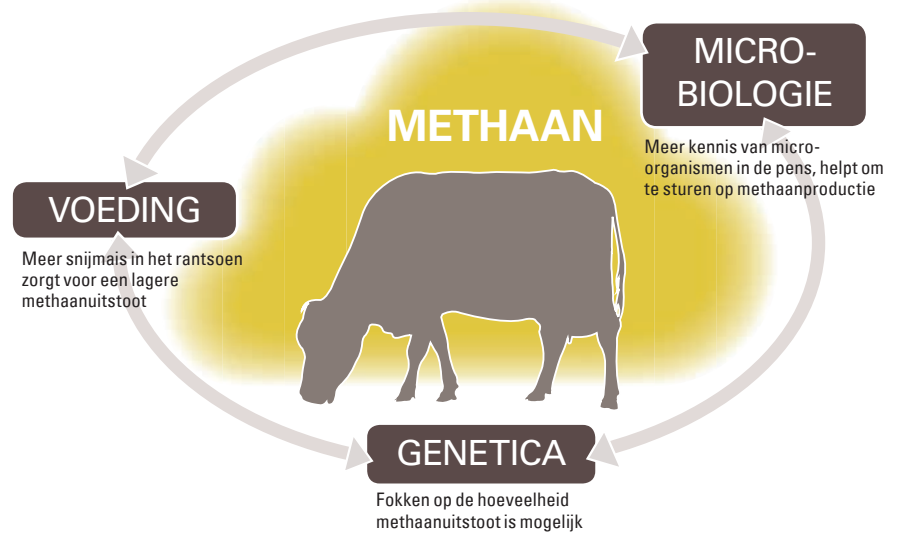 METHAAN
MICRO-
BIOLOGIE
Meer kennis van micro-
organismen in de pens, helpt om
te sturen op methaanproductie
VOEDING
Meer snijmais in het rantsoen
zorgt voor een lagere
methaanuitstoot
GENETICA
Fokken op de hoeveelheid
methaanuitstoot is mogelijk